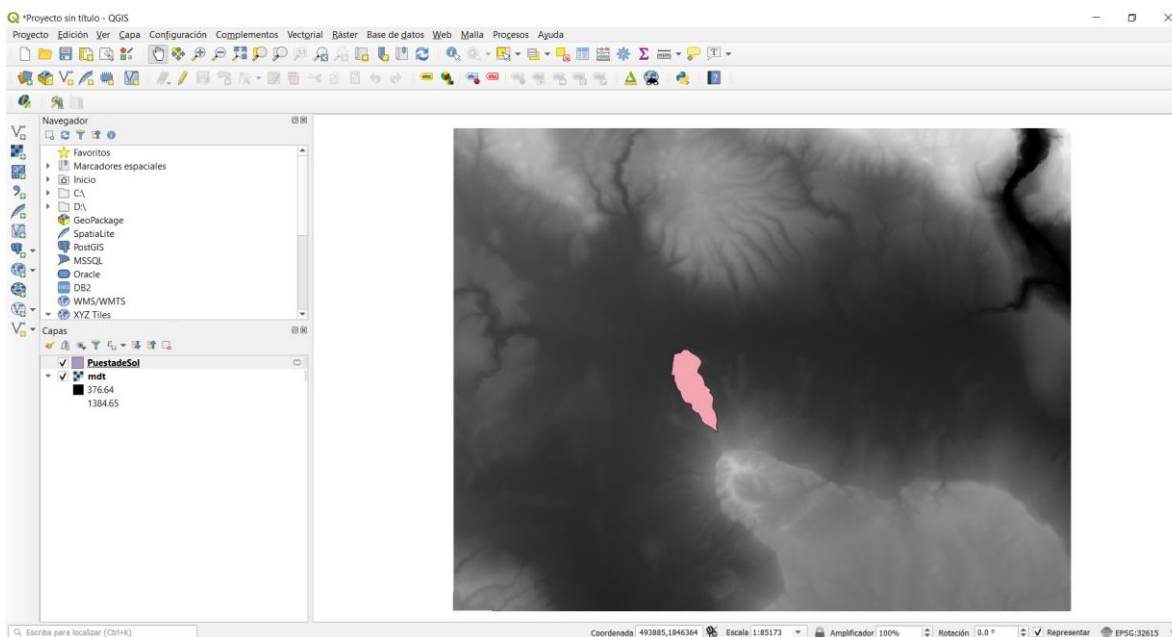 *Proyecto sin título - QGIS
Proyecto Edición Ver Capa Configuración Complementos Vectorial Ráster Base de datos Web Malla Procesos Ayuda
Navegador
Favoritos
Marcadores espaciales
Inicio
C:\
D:\
GeoPackage
SpatiaLite
PostGIS
MSSQL
Oracle
DB2
WMS/WMTS
XYZ Tiles
Capas
PuestadeSol
mdt
376.64
1384.65
Escriba para localizar (Ctrl+K)
Coordenada 493885,1846364 Escala 1:85173 Amplificador 100% Rotación 0.0 ° Representar EPSG:32615